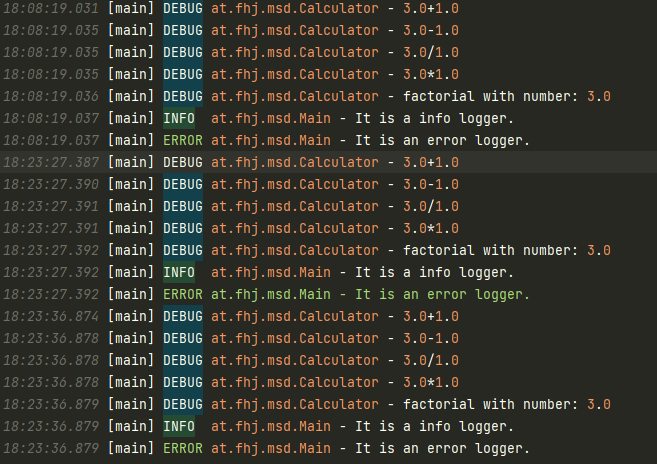 18:08:19.031 [main] DEBUG at.fhj.msd.Calculator - 3.0+1.0
18:08:19.035 [main] DEBUG at.fhj.msd.Calculator - 3.0-1.0
18:08:19.035 [main] DEBUG at.fhj.msd.Calculator - 3.0/1.0
18:08:19.035 [main] DEBUG at.fhj.msd.Calculator - 3.0*1.0
18:08:19.036 [main] DEBUG at.fhj.msd.Calculator - factorial with number: 3.0
18:08:19.037 [main] INFO  at.fhj.msd.Main - It is a info logger.
18:08:19.037 [main] ERROR at.fhj.msd.Main - It is an error logger.
18:23:27.387 [main] DEBUG at.fhj.msd.Calculator - 3.0+1.0
18:23:27.390 [main] DEBUG at.fhj.msd.Calculator - 3.0-1.0
18:23:27.391 [main] DEBUG at.fhj.msd.Calculator - 3.0/1.0
18:23:27.391 [main] DEBUG at.fhj.msd.Calculator - 3.0*1.0
18:23:27.392 [main] DEBUG at.fhj.msd.Calculator - factorial with number: 3.0
18:23:27.392 [main] INFO  at.fhj.msd.Main - It is a info logger.
18:23:27.392 [main] ERROR at.fhj.msd.Main - It is an error logger.
18:23:36.874 [main] DEBUG at.fhj.msd.Calculator - 3.0+1.0
18:23:36.878 [main] DEBUG at.fhj.msd.Calculator - 3.0-1.0
18:23:36.878 [main] DEBUG at.fhj.msd.Calculator - 3.0/1.0
18:23:36.878 [main] DEBUG at.fhj.msd.Calculator - 3.0*1.0
18:23:36.879 [main] DEBUG at.fhj.msd.Calculator - factorial with number: 3.0
18:23:36.879 [main] INFO  at.fhj.msd.Main - It is a info logger.
18:23:36.879 [main] ERROR at.fhj.msd.Main - It is an error logger.